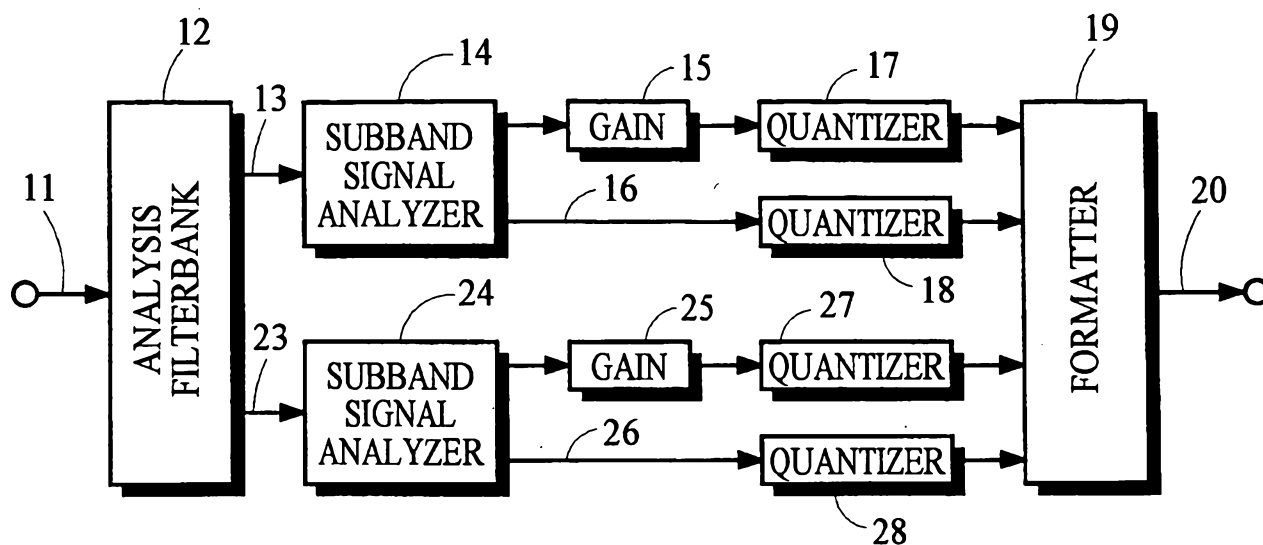 12
14
15
17
19
13
11
ANALYSIS
FILTERBANK
SUBBAND
SIGNAL
ANALYZER
GAIN
QUANTIZER
16
QUANTIZER
18
FORMATTER
20
24
25
27
23
SUBBAND
SIGNAL
ANALYZER
GAIN
QUANTIZER
26
QUANTIZER
28